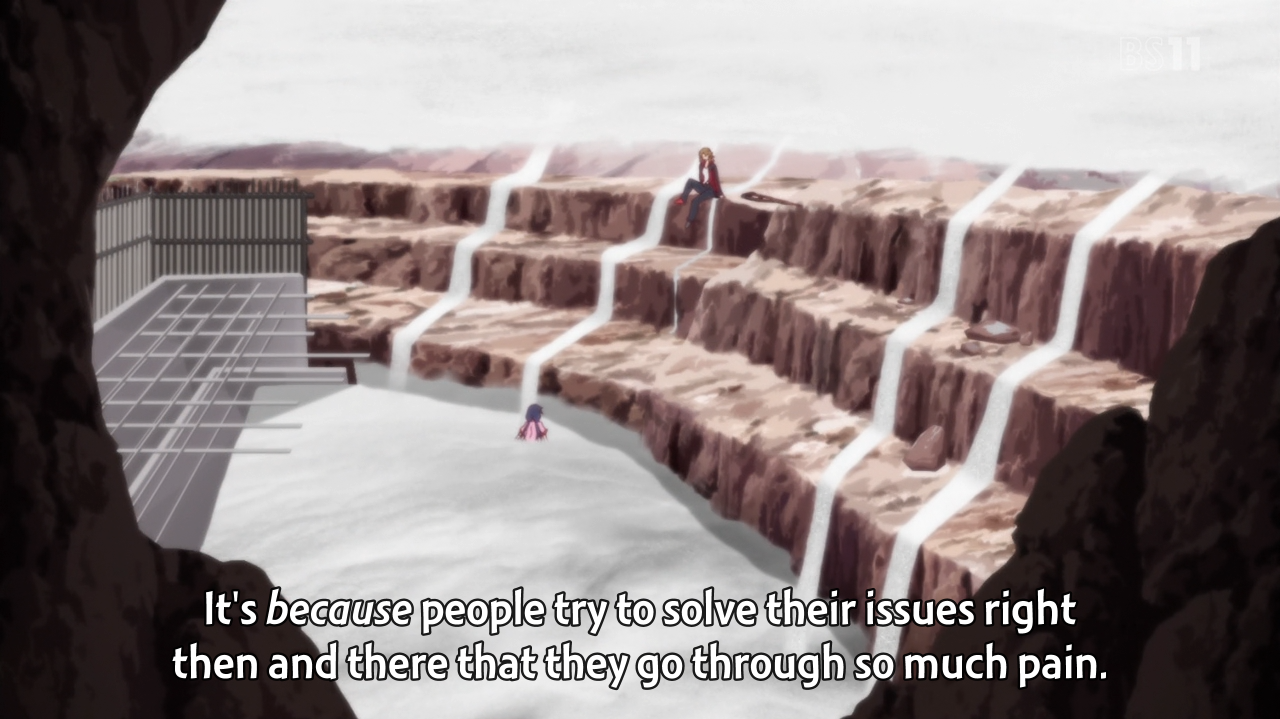 BS11
It's because people try to solve their issues right
then and there that they go through so much pain.